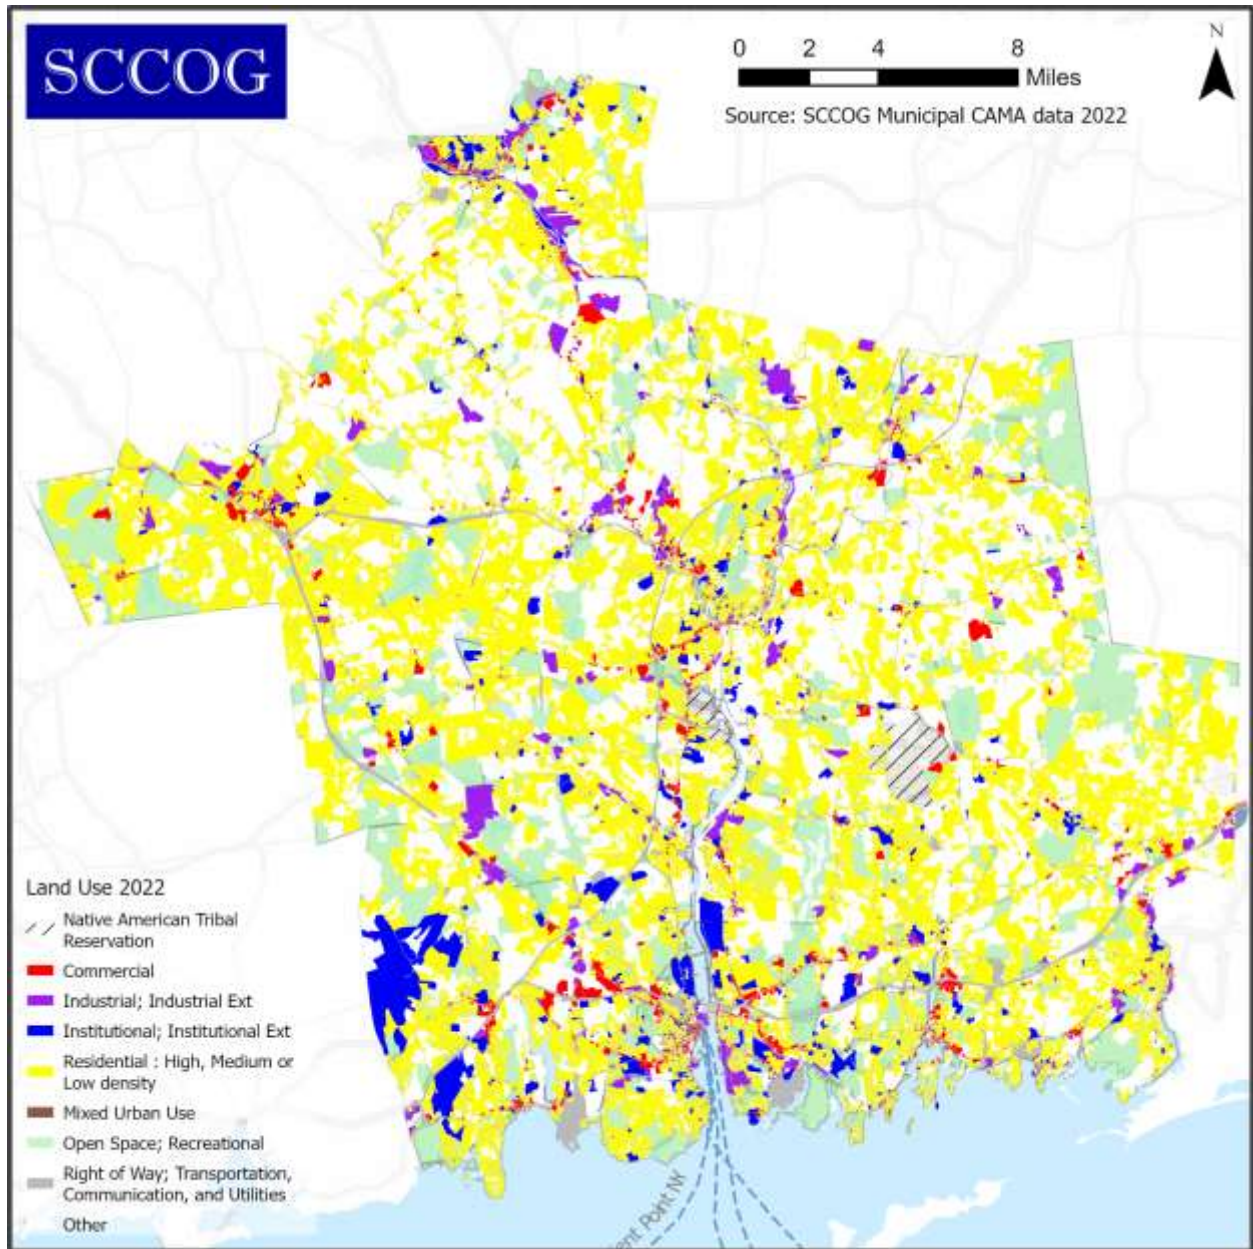 SCCOG
0 2 4 8
Miles
N
Source: SCCOG Municipal CAMA data 2022
Land Use 2022
Native American Tribal
Reservation
Commercial
Industrial; Industrial Ext
Institutional; Institutional Ext
Residential : High, Medium or
Low density
Mixed Urban Use
Open Space; Recreational
Right of Way; Transportation,
Communication, and Utilities
Other
Point